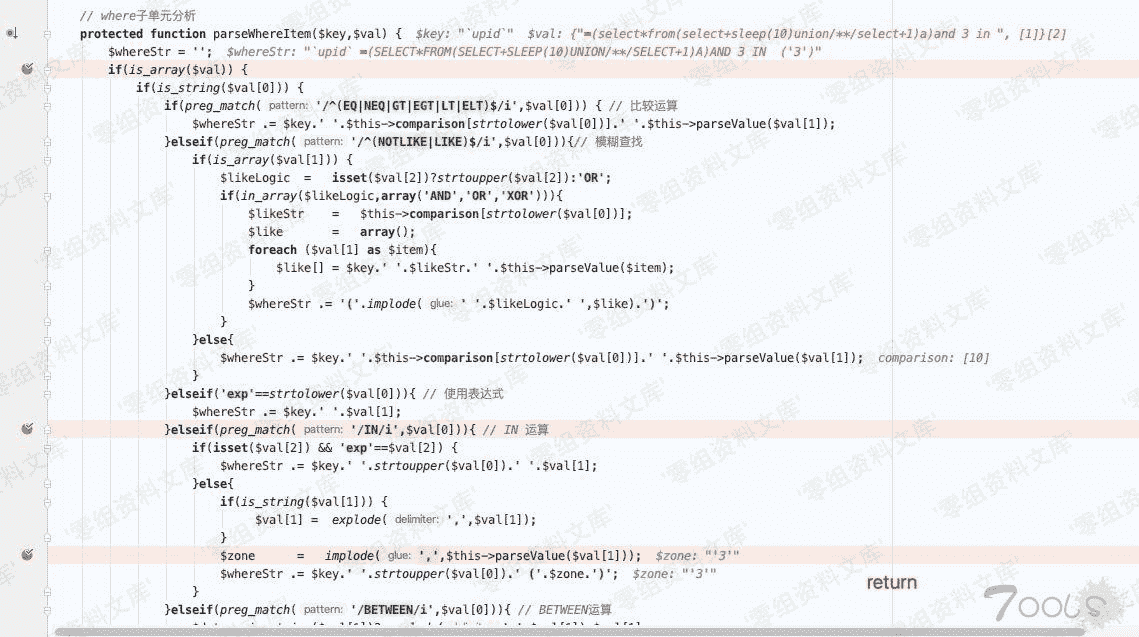 // where子单元分析
protected function parseWhereItem($key,$val) {  $key: "`upid`"  $val: {"=(select*from(select+sleep(10)union/**/select+1)a)and 3 in ", [1]}[2]
$whereStr = '';  $whereStr: "`upid` =(SELECT*FROM(SELECT+SLEEP(10)UNION/**/SELECT+1)A)AND 3 IN  ('3')"
if(is_array($val)) {
if(is_string($val[0])) {
if(preg_match( pattern: '/^(EQ|NEQ|GT|EGT|LT|ELT)$/i',$val[0])) { // 比较运算
$whereStr .= $key.' '.$this->comparison[strtolower($val[0])].' '.$this->parseValue($val[1]);
}elseif(preg_match( pattern: '/^(NOTLIKE|LIKE)$/i',$val[0])){// 模糊查找
if(is_array($val[1])) {
$likeLogic  =   isset($val[2])?strtoupper($val[2]):'OR';
if(in_array($likeLogic,array('AND','OR','XOR'))){
$likeStr    =   $this->comparison[strtolower($val[0])];
$like       =   array();
foreach ($val[1] as $item){
$like[] = $key.' '.$likeStr.' '.$this->parseValue($item);
}
$whereStr .= '('.implode( glue: ' '.$likeLogic.' ',$like).')';
}
}else{
$whereStr .= $key.' '.$this->comparison[strtolower($val[0])].' '.$this->parseValue($val[1]);  comparison: [10]
}
}elseif('exp'==strtolower($val[0])){ // 使用表达式
$whereStr .= $key.' '.$val[1];
}elseif(preg_match( pattern: '/IN/i',$val[0])){ // IN 运算
if(isset($val[2]) && 'exp'==$val[2]) {
$whereStr .= $key.' '.strtoupper($val[0]).' '.$val[1];
}else{
if(is_string($val[1])) {
$val[1] =  explode( delimiter: ',',$val[1]);
}
$zone      =   implode( glue: ',',$this->parseValue($val[1]));  $zone: "'3'"
$whereStr .= $key.' '.strtoupper($val[0]).' ('.$zone.')';  $zone: "'3'"
return
}
}elseif(preg_match( pattern: '/BETWEEN/i',$val[0])){ // BETWEEN运算
7ools
零组资料文库